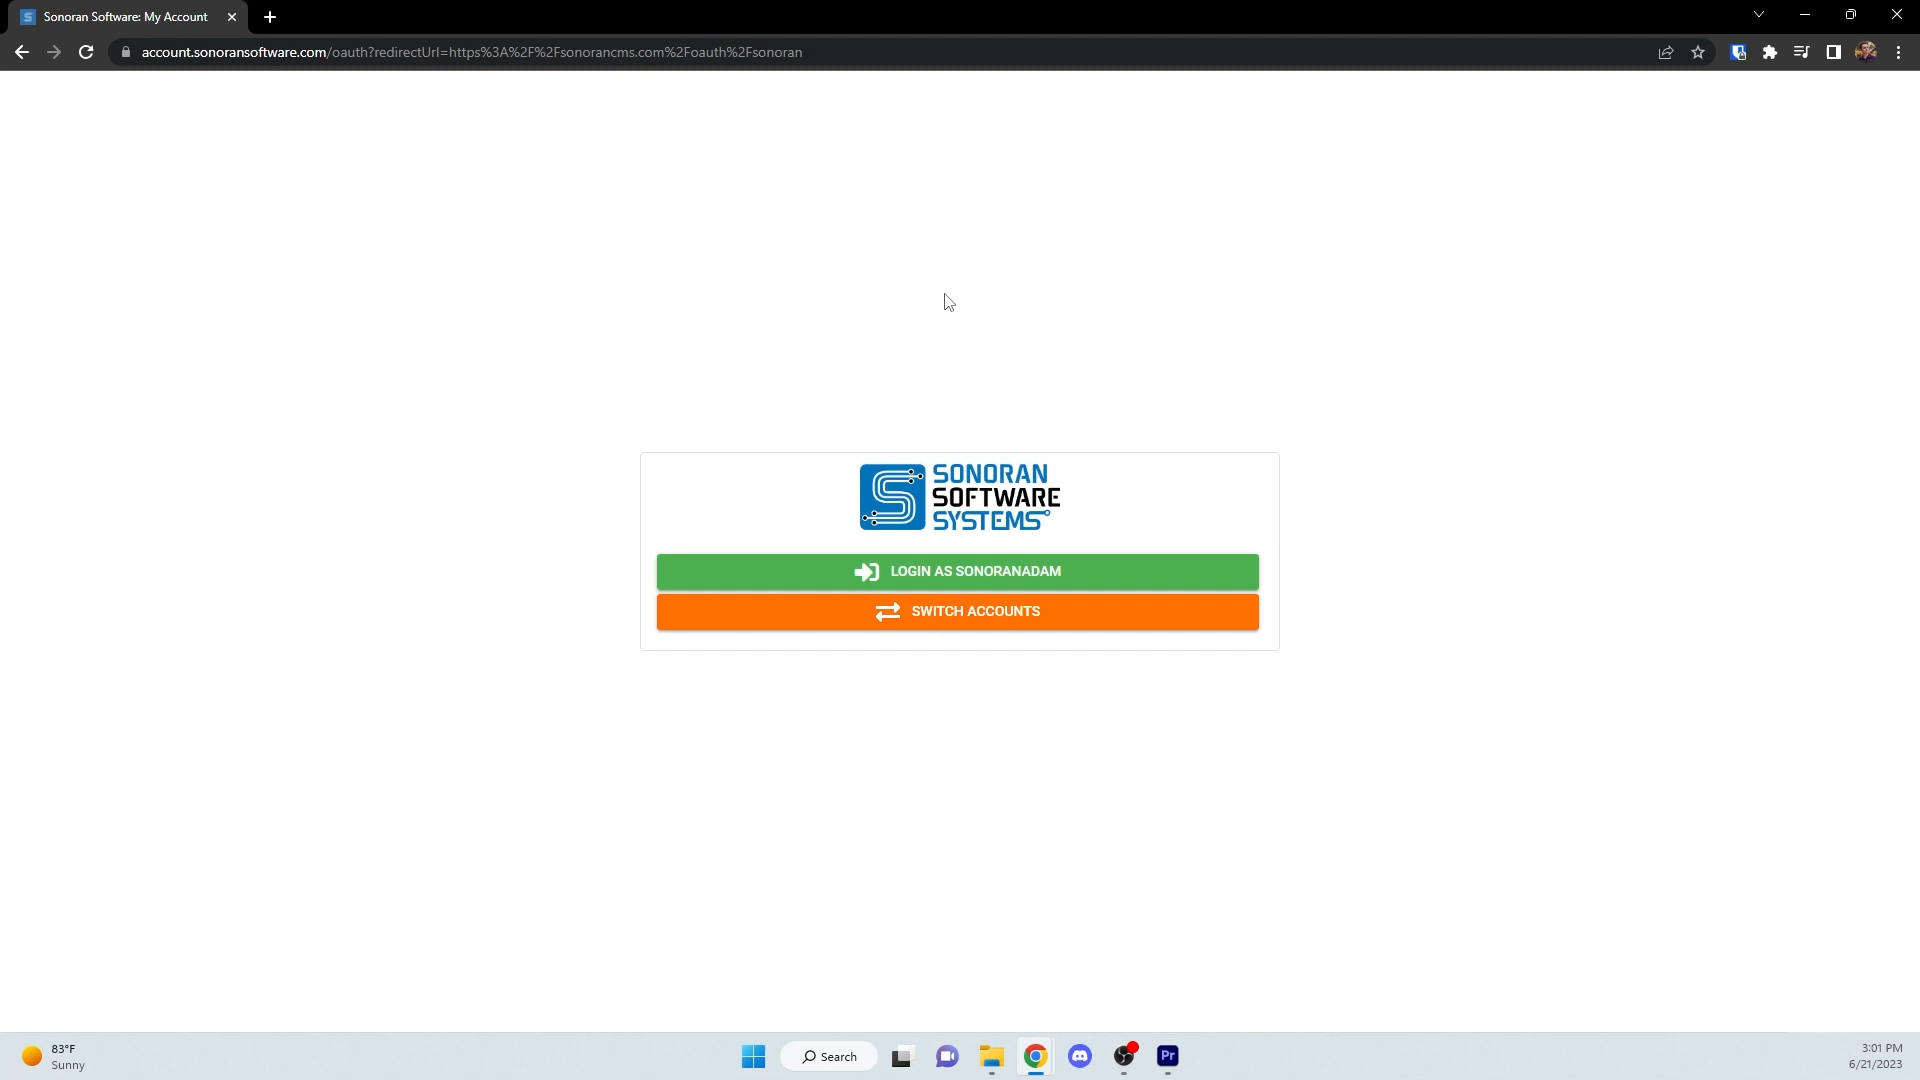 Sonoran Software: My Account
account.sonoransoftware.com/oauth?redirectUrl=https%3A%2F%2Fsonorancms.com%2Foauth%2Fsonoran
SONORAN
SOFTWARE
SYSTEMS
LOGIN AS SONORANADAM
SWITCH ACCOUNTS
83°F
Sunny
Search
Pr
3:01 PM
6/21/2023